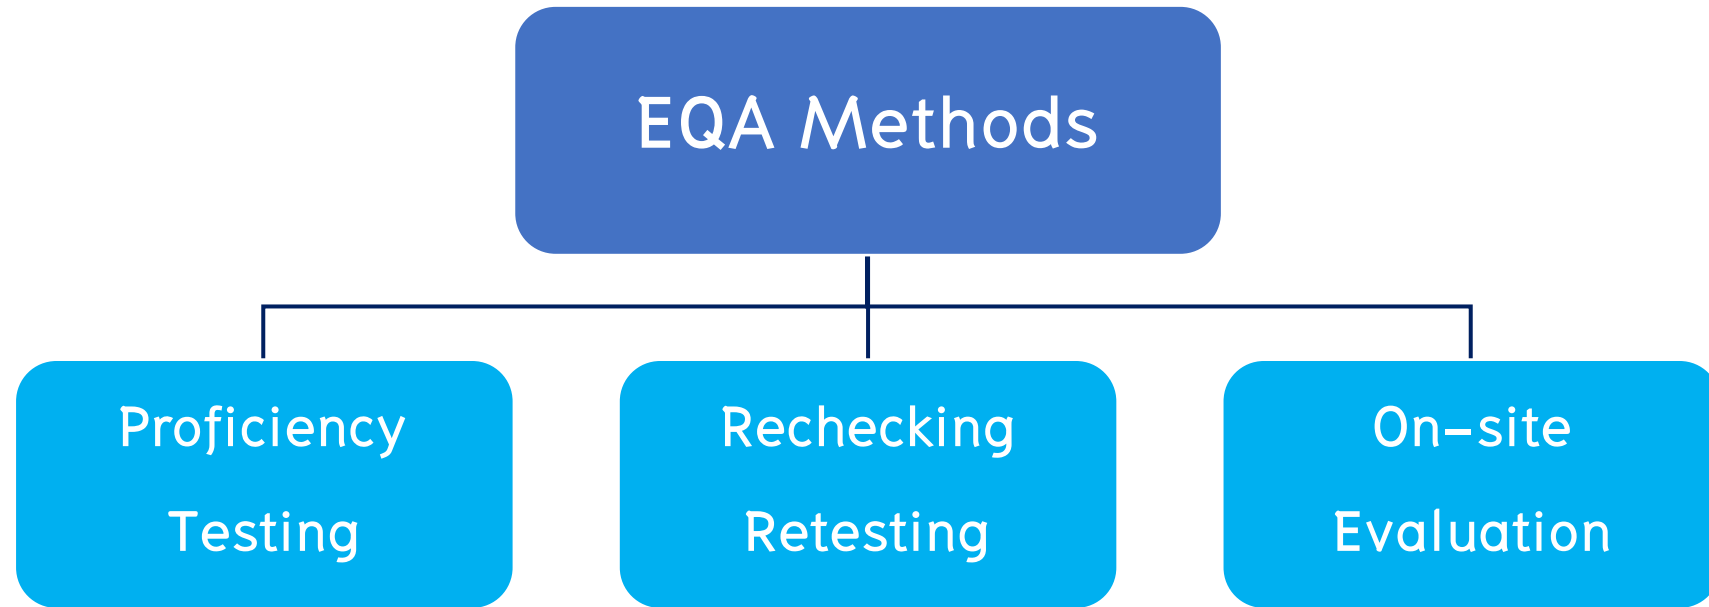 EQA Methods
Proficiency
Testing
Rechecking
Retesting
On-site
Evaluation